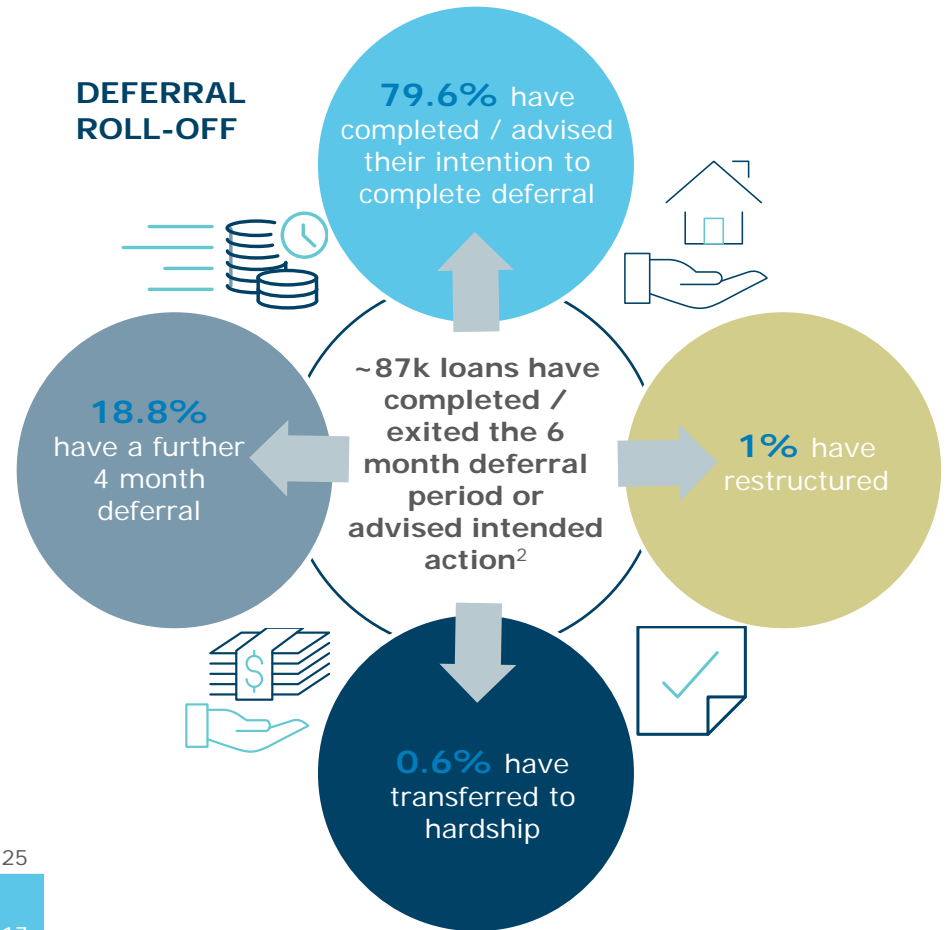 DEFERRAL
ROLL-OFF
79.6% have
completed / advised
their intention to
complete deferral
~87k loans have
completed /
exited the 6
month deferral
period or
advised intended
action2
18.8%
have a further
4 month
deferral
1% have
restructured
$
0.6% have
transferred to
hardship
25